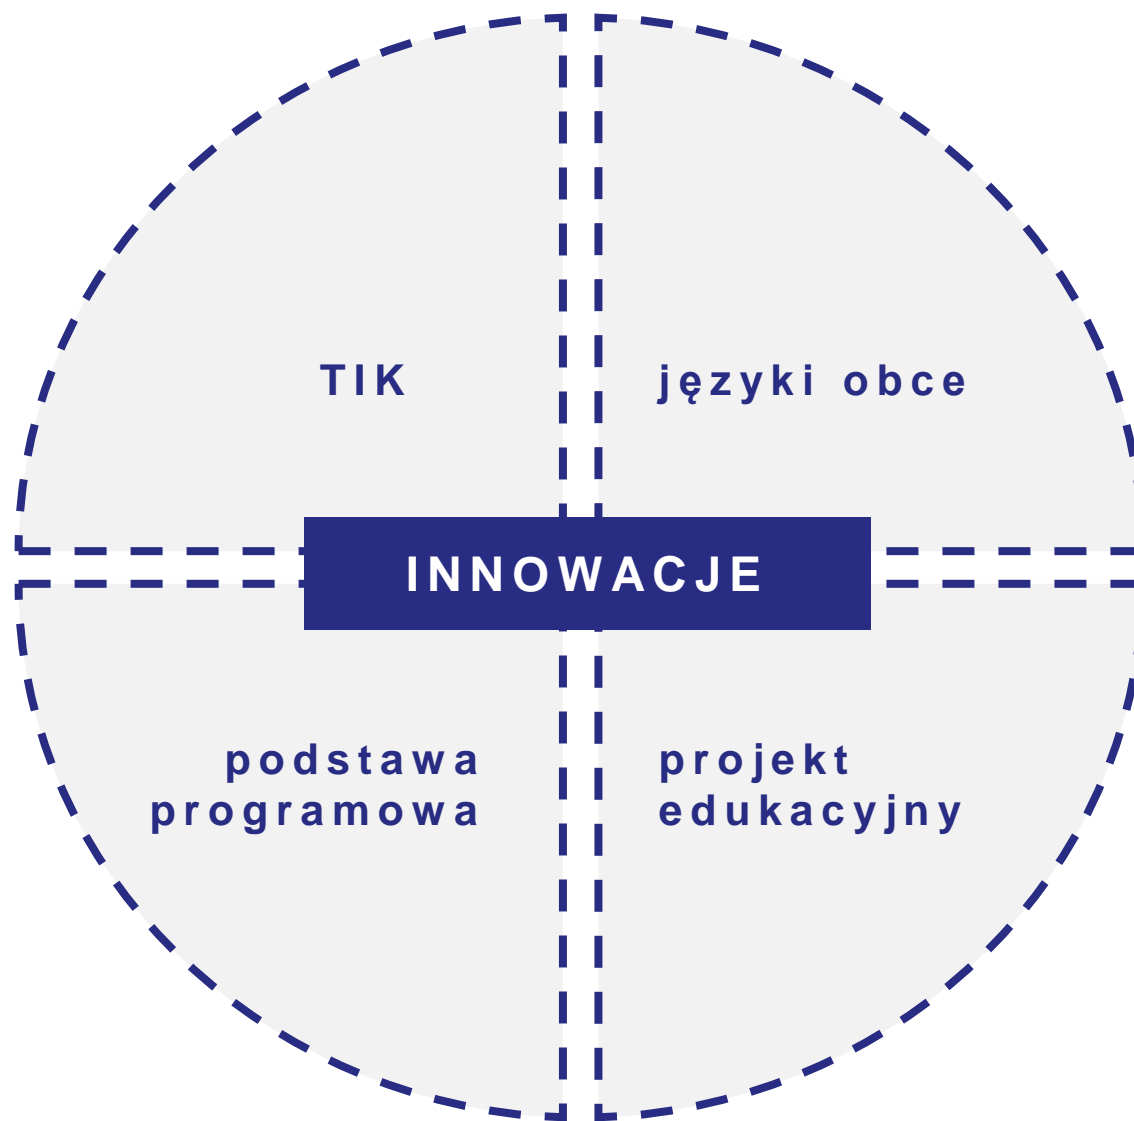 TIK
języki obce
INNOWACJE
podstawa
programowa
projekt
edukacyjny